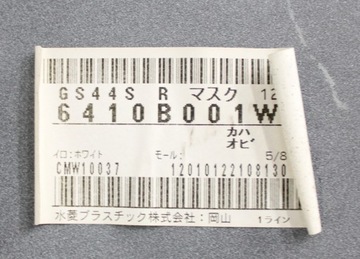 GS44S R マスク 12
6410B001W
カハ
オビ
イロ:ホワイト モール: 5/8
CMW10037 12010122108130
水菱プラスチック株式会社:岡山 1ライン